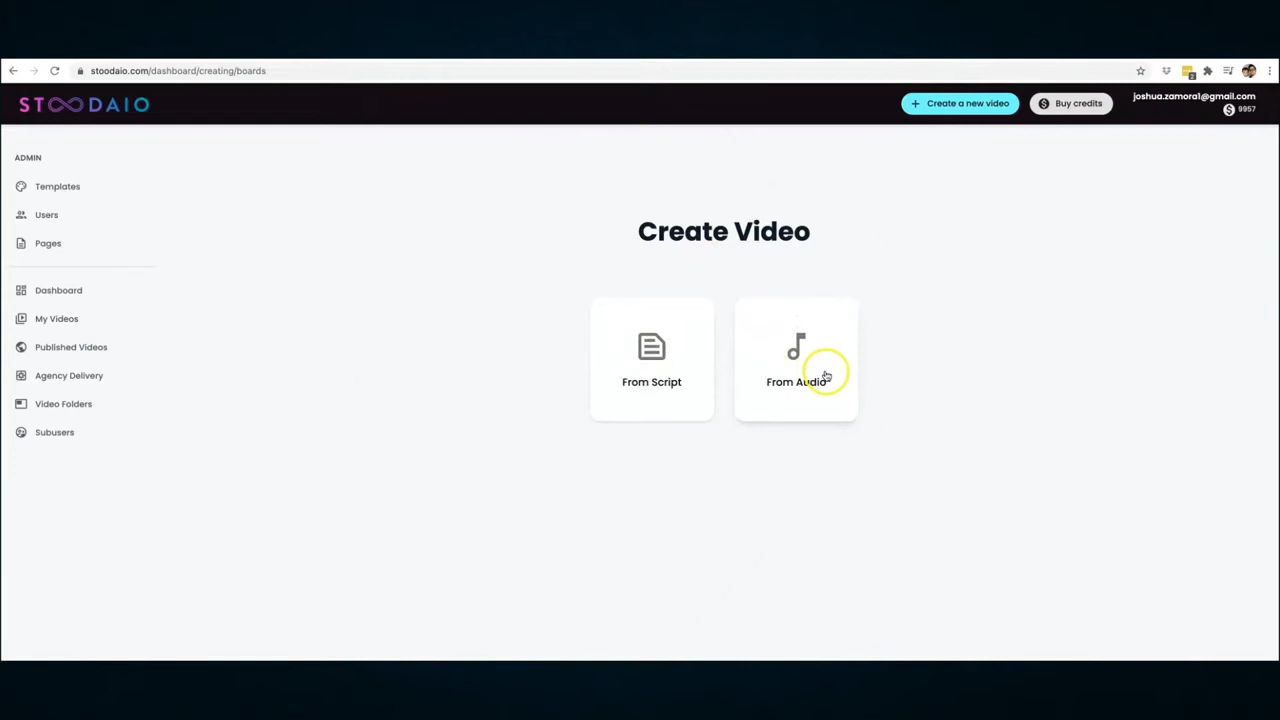 stoodaio.com/dashboard/creating/boards
STOODAIO
+ Create a new video
Buy credits
joshua.zamora1@gmail.com
9957
ADMIN
Templates
Users
Pages
Dashboard
My Videos
Published Videos
Agency Delivery
Video Folders
Subusers
Create Video
From Script
From Audio